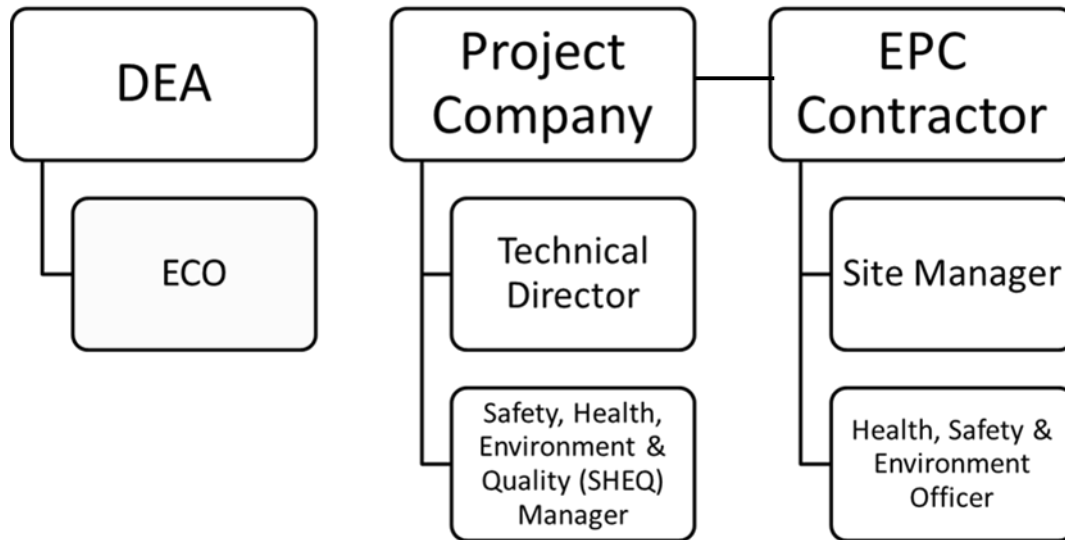 DEA
ECO
Project
Company
Technical
Director
Safety, Health,
Environment &
Quality (SHEQ)
Manager
EPC
Contractor
Site Manager
Health, Safety &
Environment
Officer